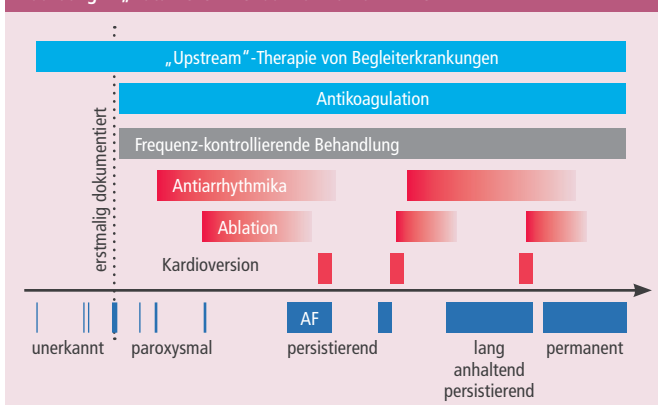 „Upstream“-Therapie von Begleiterkrankungen
Antikoagulation
erstmalig dokumentiert
Frequenz-kontrollierende Behandlung
Antiarrhythmika
Ablation
Kardioversion
AF
unerkannt paroxysmal persistierend lang permanent
anhaltend
persistierend